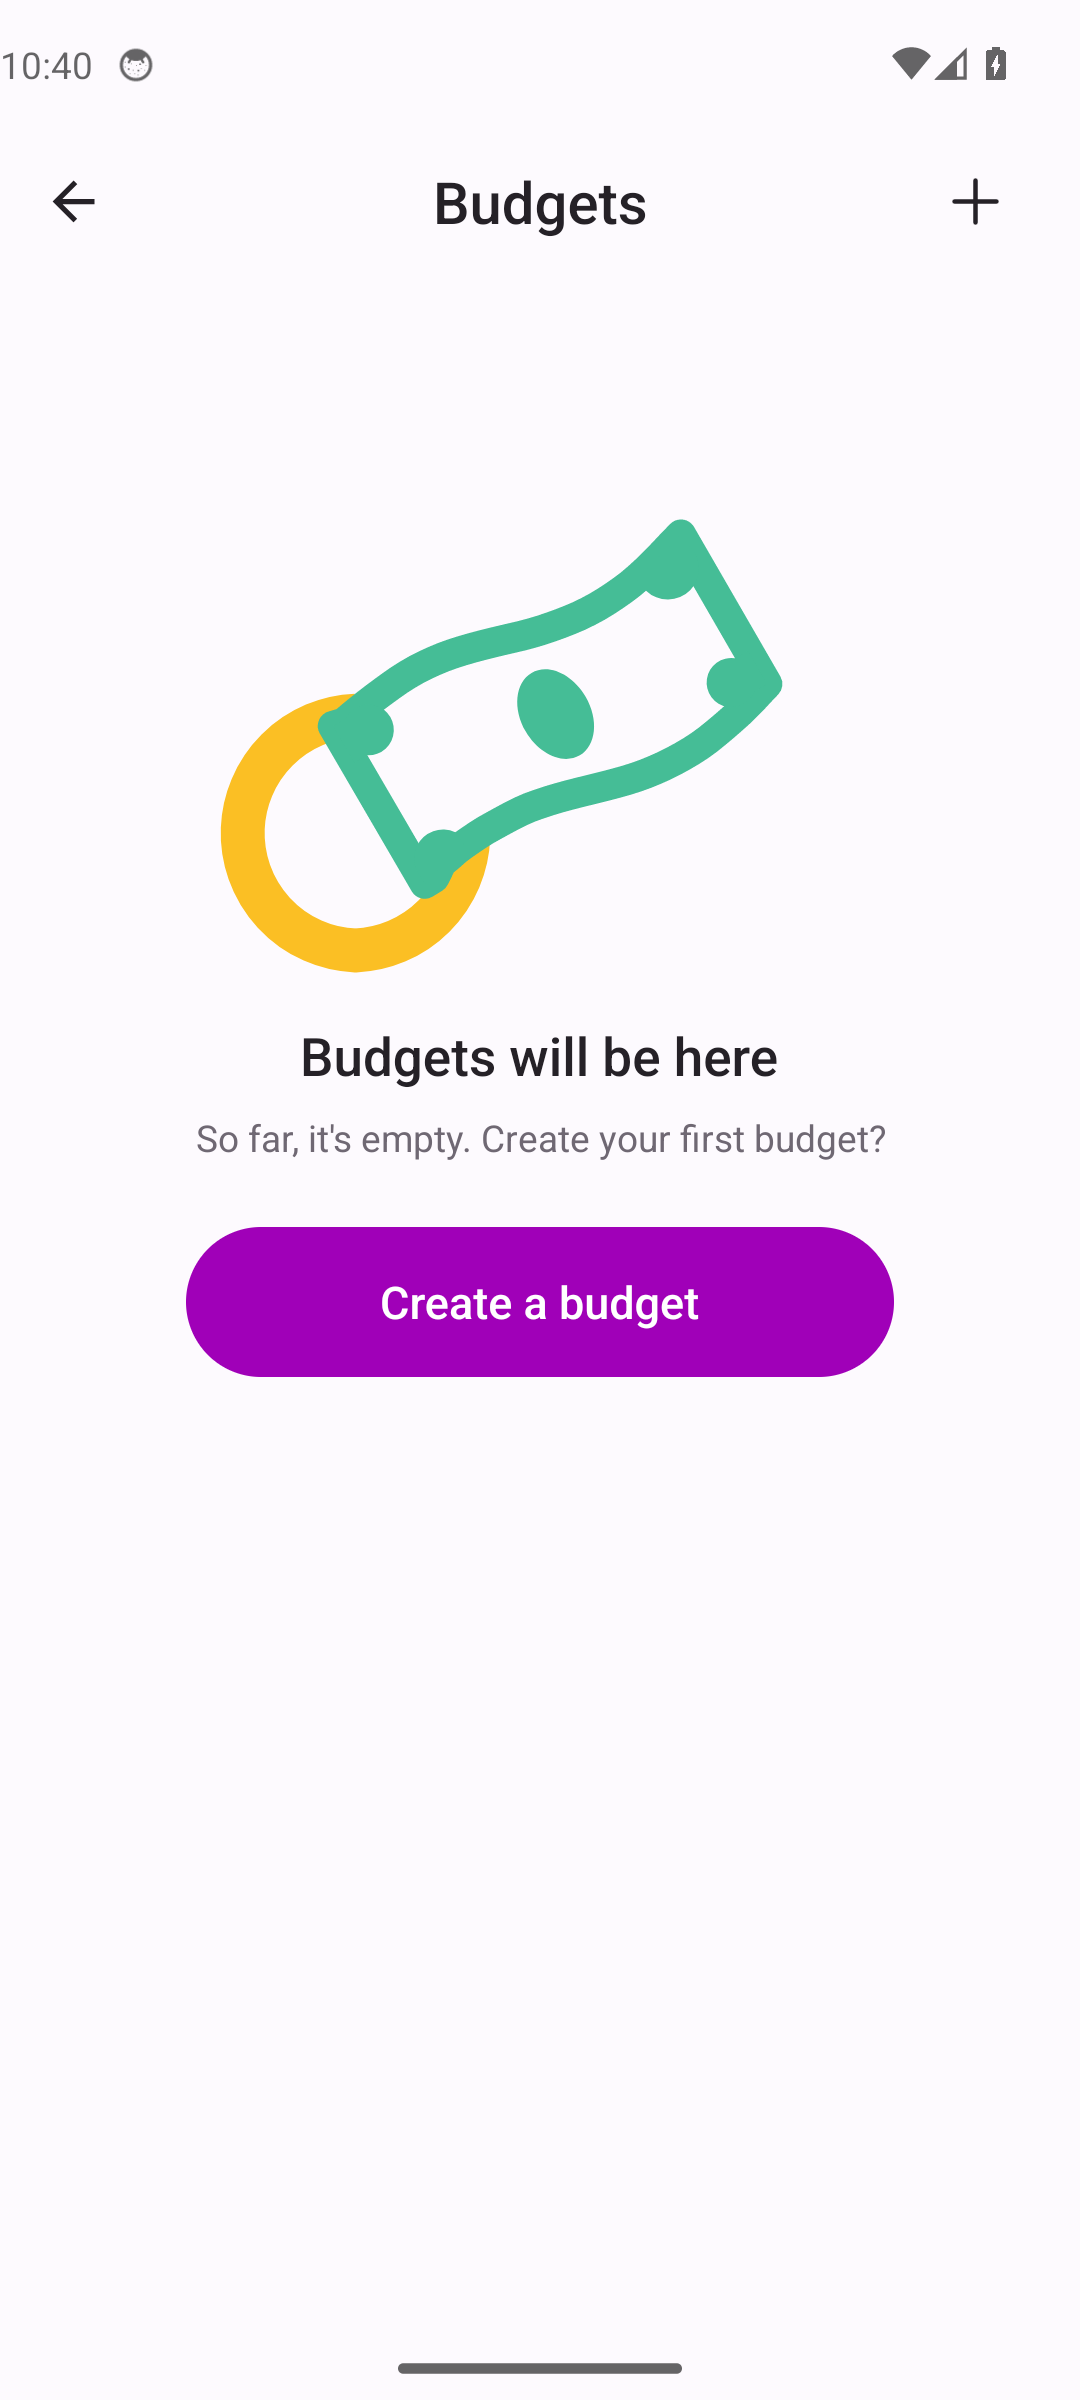 10:40
Budgets
Budgets will be here
So far, it's empty. Create your first budget?
Create a budget